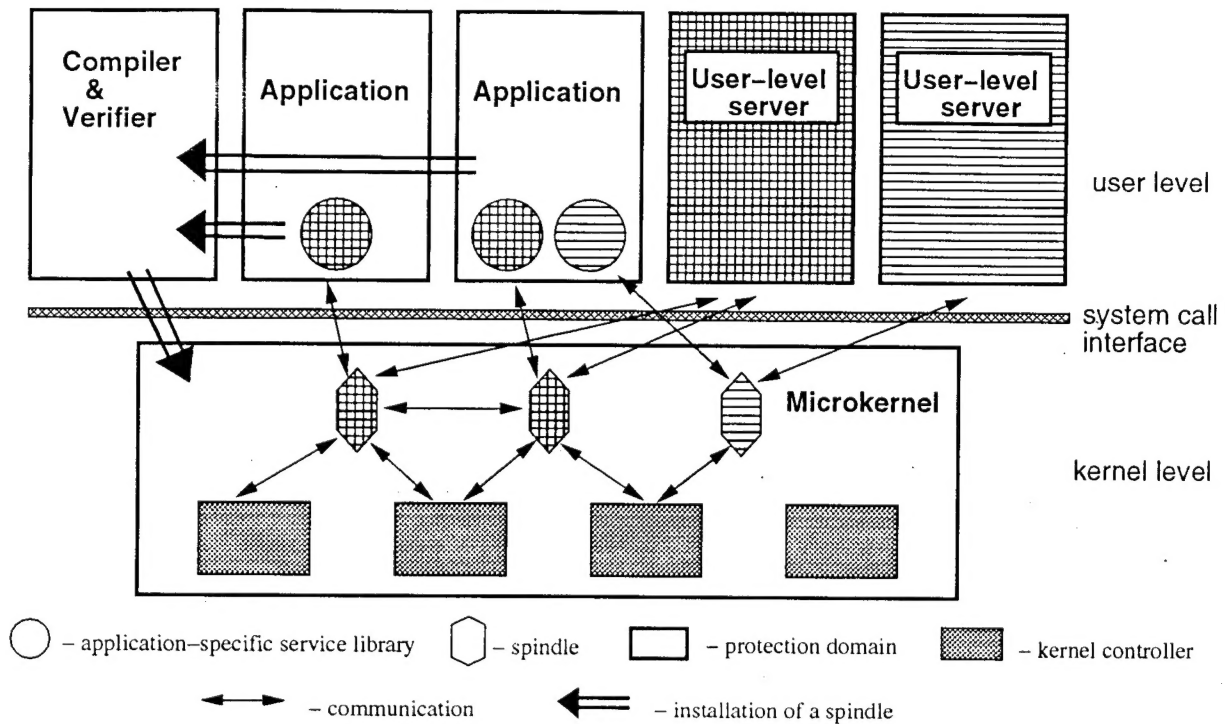 Compiler
&
Verifier
Application
Application
User–level
server
User–level
server
user level
system call
interface
Microkernel
kernel level
– application–specific service library
– spindle
– protection domain
– kernel controller
– communication
– installation of a spindle